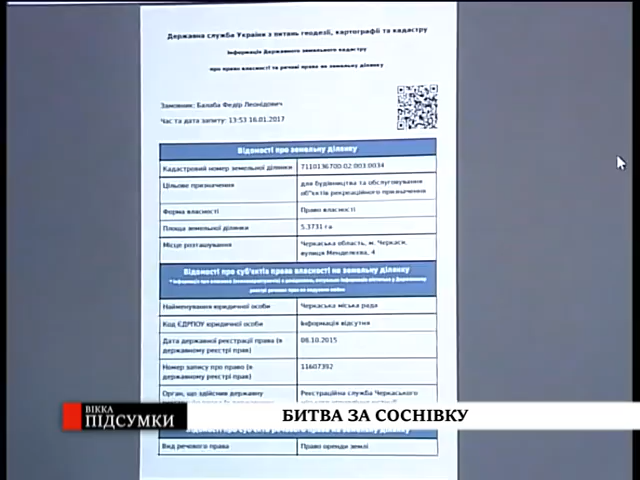 Державна служба України з питань геодезії, картографії та кадастру
Інформація Державного земельного кадастру
про право власності та речові права на земельну ділянку
Замовник: Балаба Федір Леонідович
Час та дата запиту: 13:53 16.01.2017
Відомості про земельну ділянку
Кадастровий номер земельної ділянки 7110136700:02:003:0034
Цільове призначення для будівництва та обслуговування
об"єктів рекреаційного призначення
Форма власності Право власності
Площа земельної ділянки 5.3731 га
Місце розташування Черкаська область, м. Черкаси,
вулиця Менделєєва, 4
Відомості про суб'єктів права власності на земельну ділянку
Найменування юридичної особи Черкаська міська рада
Код ЄДРПОУ юридичної особи Інформація відсутня
Дата державної реєстрації права (в 08.10.2015
державному реєстрі прав)
Номер запису про право (в 11607392
державному реєстрі прав)
Орган, що здійснив державну Реєстраційна служба Черкаського
ВІККА
ПІДСУМКИ
БИТВА ЗА СОСНІВКУ
Вид речового права Право оренди землі